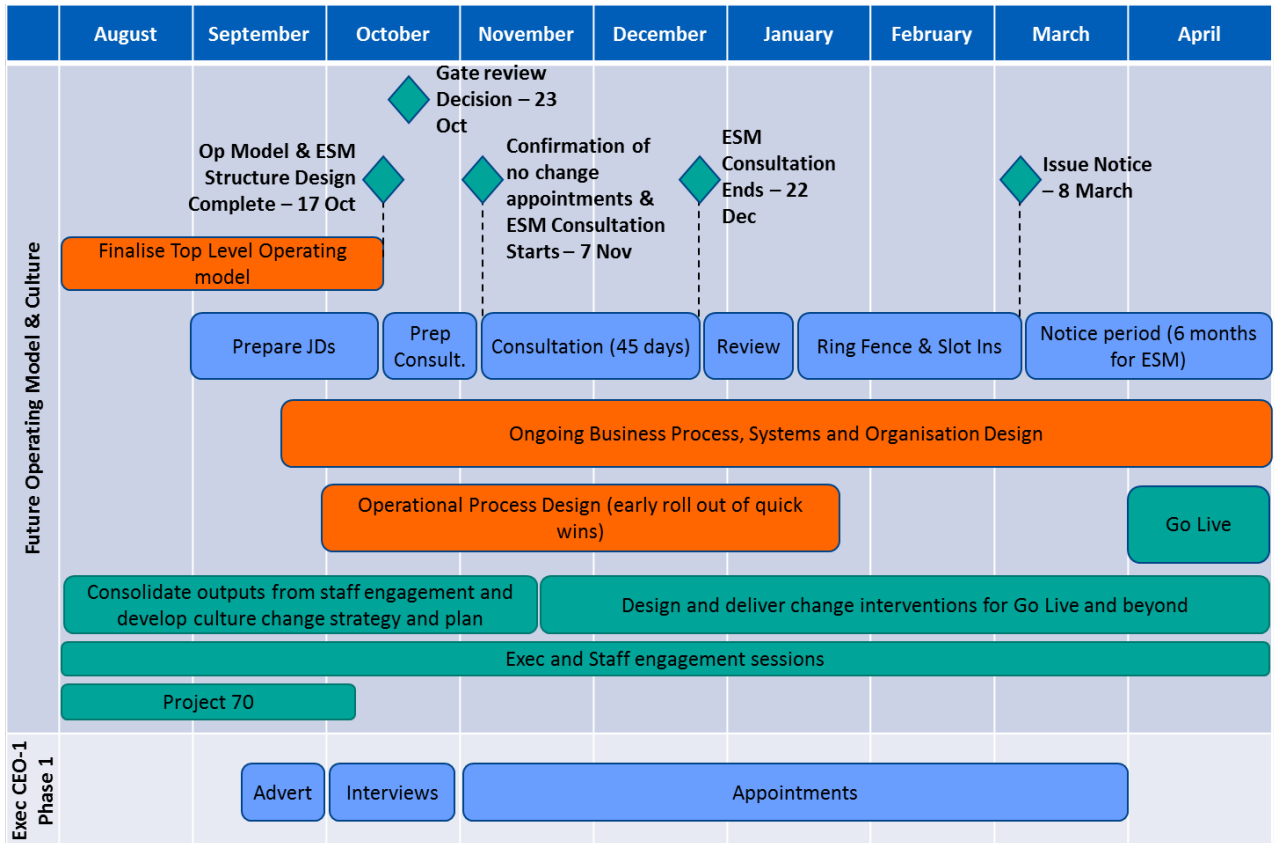 August
September
October
November
December
January
February
March
April
Future Operating Model & Culture
Gate review
Decision – 23
Oct
Op Model & ESM
Structure Design
Complete – 17 Oct
Confirmation of
no change
appointments &
ESM Consultation
Starts – 7 Nov
ESM
Consultation
Ends – 22
Dec
Issue Notice
– 8 March
Finalise Top Level Operating
model
Prepare JDs
Prep
Consult.
Consultation (45 days)
Review
Ring Fence & Slot Ins
Notice period (6 months
for ESM)
Ongoing Business Process, Systems and Organisation Design
Operational Process Design (early roll out of quick
wins)
Go Live
Consolidate outputs from staff engagement and
develop culture change strategy and plan
Design and deliver change interventions for Go Live and beyond
Exec and Staff engagement sessions
Project 70
Exec CEO-1
Phase 1
Advert
Interviews
Appointments